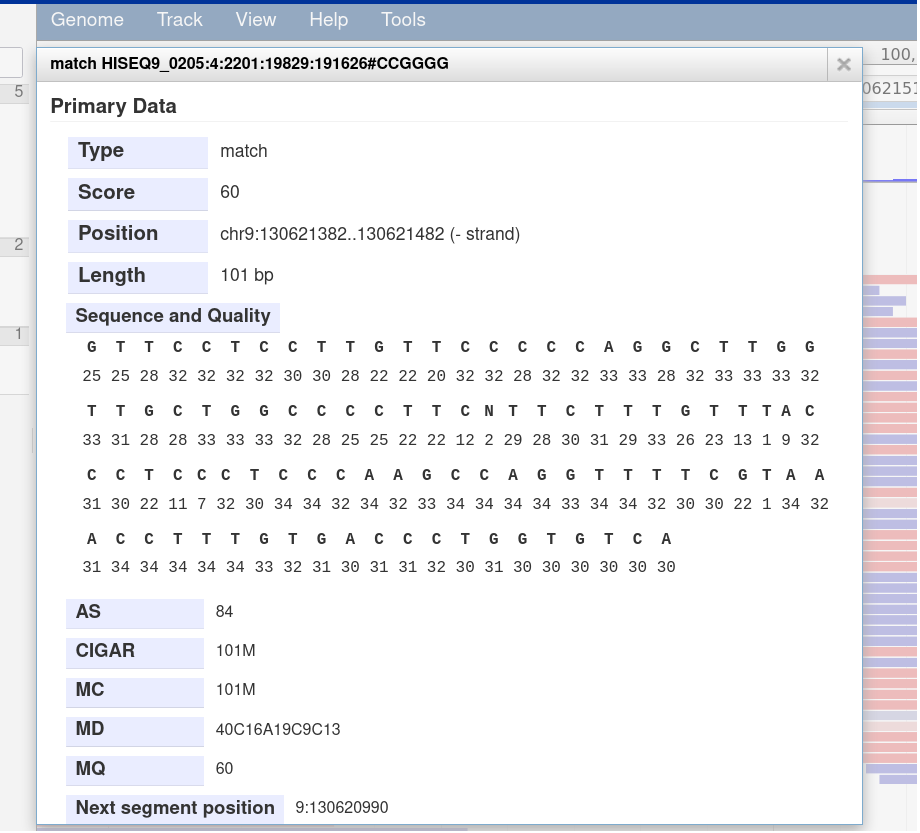 Genome Track View Help Tools
match HISEQ9_0205:4:2201:19829:191626#CCGGGG ×
100,
5
062151
Primary Data
Type match
Score 60
2
Position chr9:130621382..130621482 (- strand)
Length 101 bp
Sequence and Quality
1
G T T C C T C C T T G T T C C C C C A G G C T T G G
25 25 28 32 32 32 32 30 30 28 22 22 20 32 32 28 32 32 33 33 28 32 33 33 33 32
T T G C T G G C C C C T T C N T T C T T T G T T T A C
33 31 28 28 33 33 33 32 28 25 25 22 22 12 2 29 28 30 31 29 33 26 23 13 1 9 32
C C T C C C T C C C A A G C C A G G T T T T C G T A A
31 30 22 11 7 32 30 34 34 32 34 32 33 34 34 34 34 33 34 34 32 30 30 22 1 34 32
A C C T T T G T G A C C C T G G T G T C A
31 34 34 34 34 34 33 32 31 30 31 31 32 30 31 30 30 30 30 30 30
AS 84
CIGAR 101M
MC 101M
MD 40C16A19C9C13
MQ 60
Next segment position 9:130620990